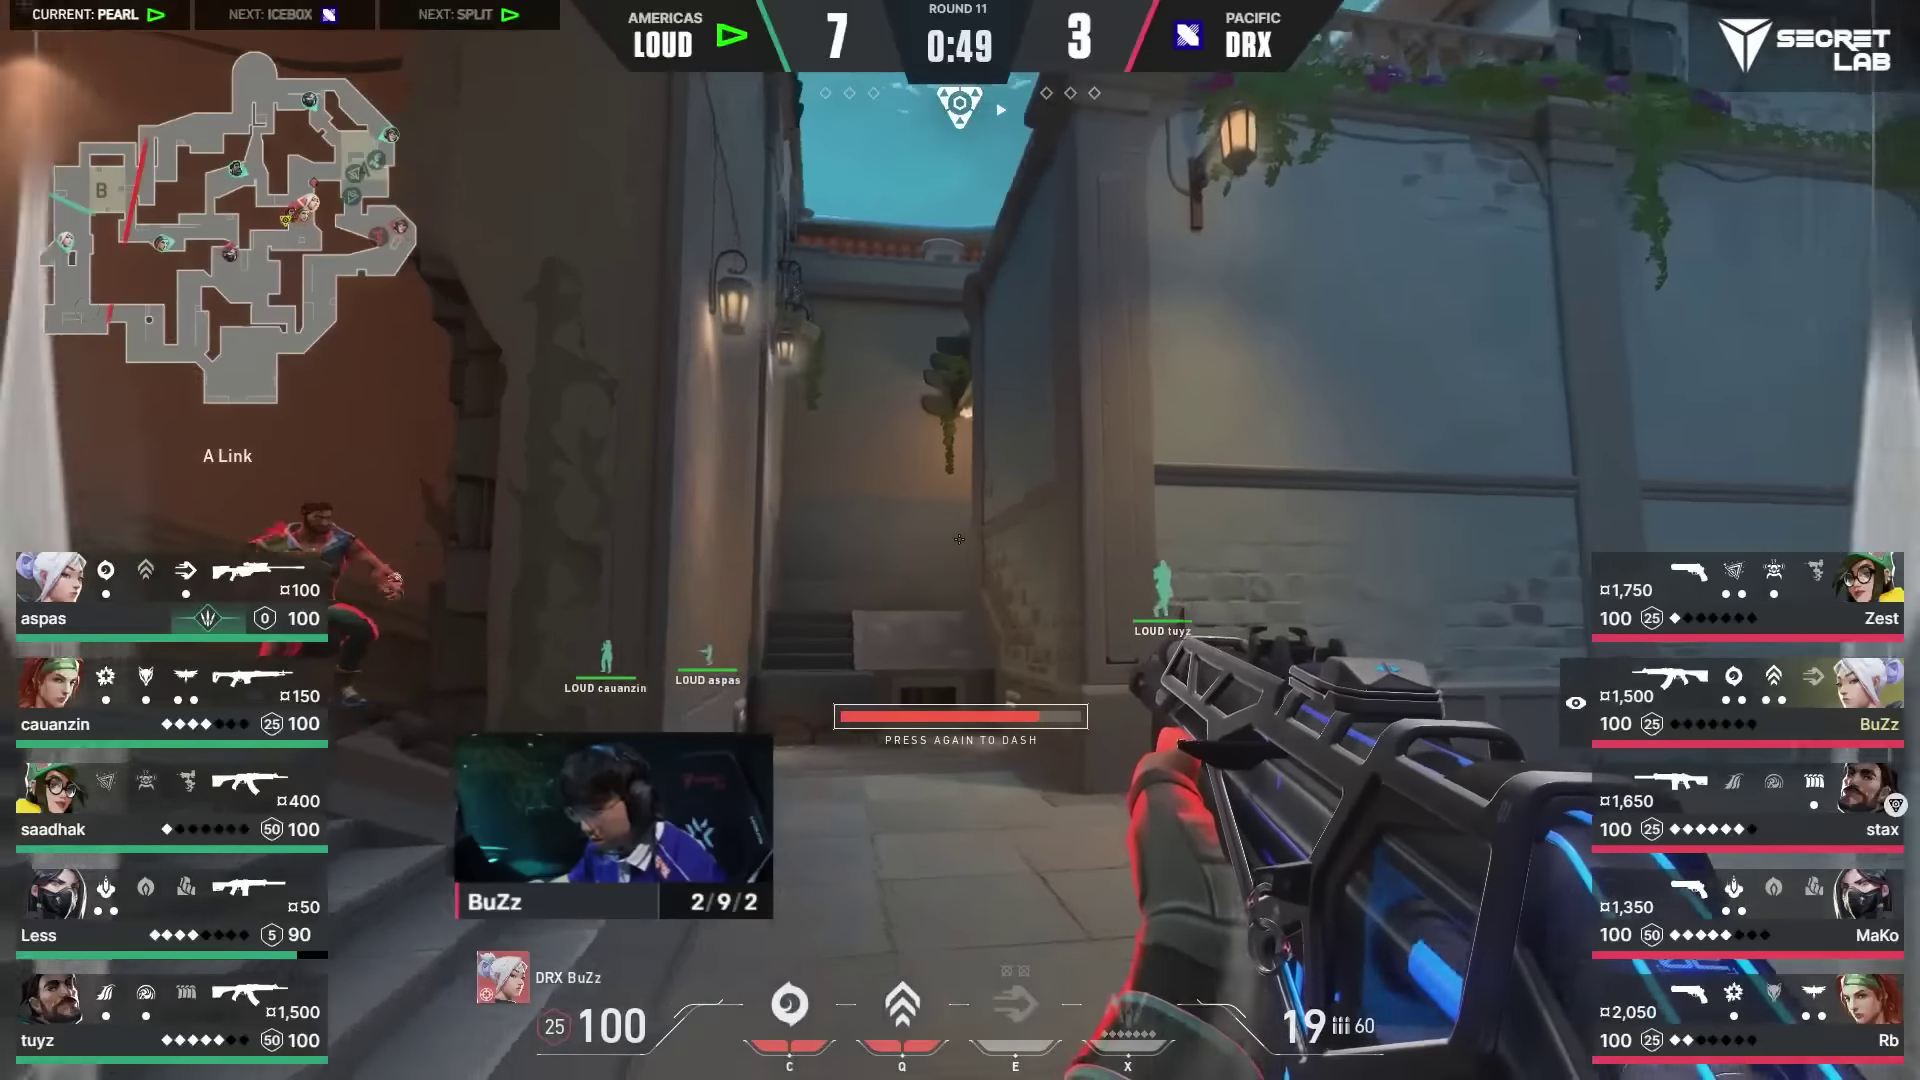 CURRENT: PEARL
NEXT: ICEBOX
NEXT: SPLIT
AMERICAS
LOUD
7
ROUND 11
0:49
3
PACIFIC
DRX
SECRET
LAB
B
A Link
¤100
aspas
0
100
¤150
cauanzin
25
100
¤400
saadhak
50
100
¤50
Less
5
90
¤1,500
tuyz
50
100
LOUD cauanzin
LOUD aspas
LOUD tuyz
PRESS AGAIN TO DASH
BuZz
2/9/2
DRX BuZz
25
100
C
Q
E
X
19
60
¤1,750
100
25
Zest
¤1,500
100
25
BuZz
¤1,650
100
25
stax
¤1,350
100
50
MaKo
¤2,050
100
25
Rb